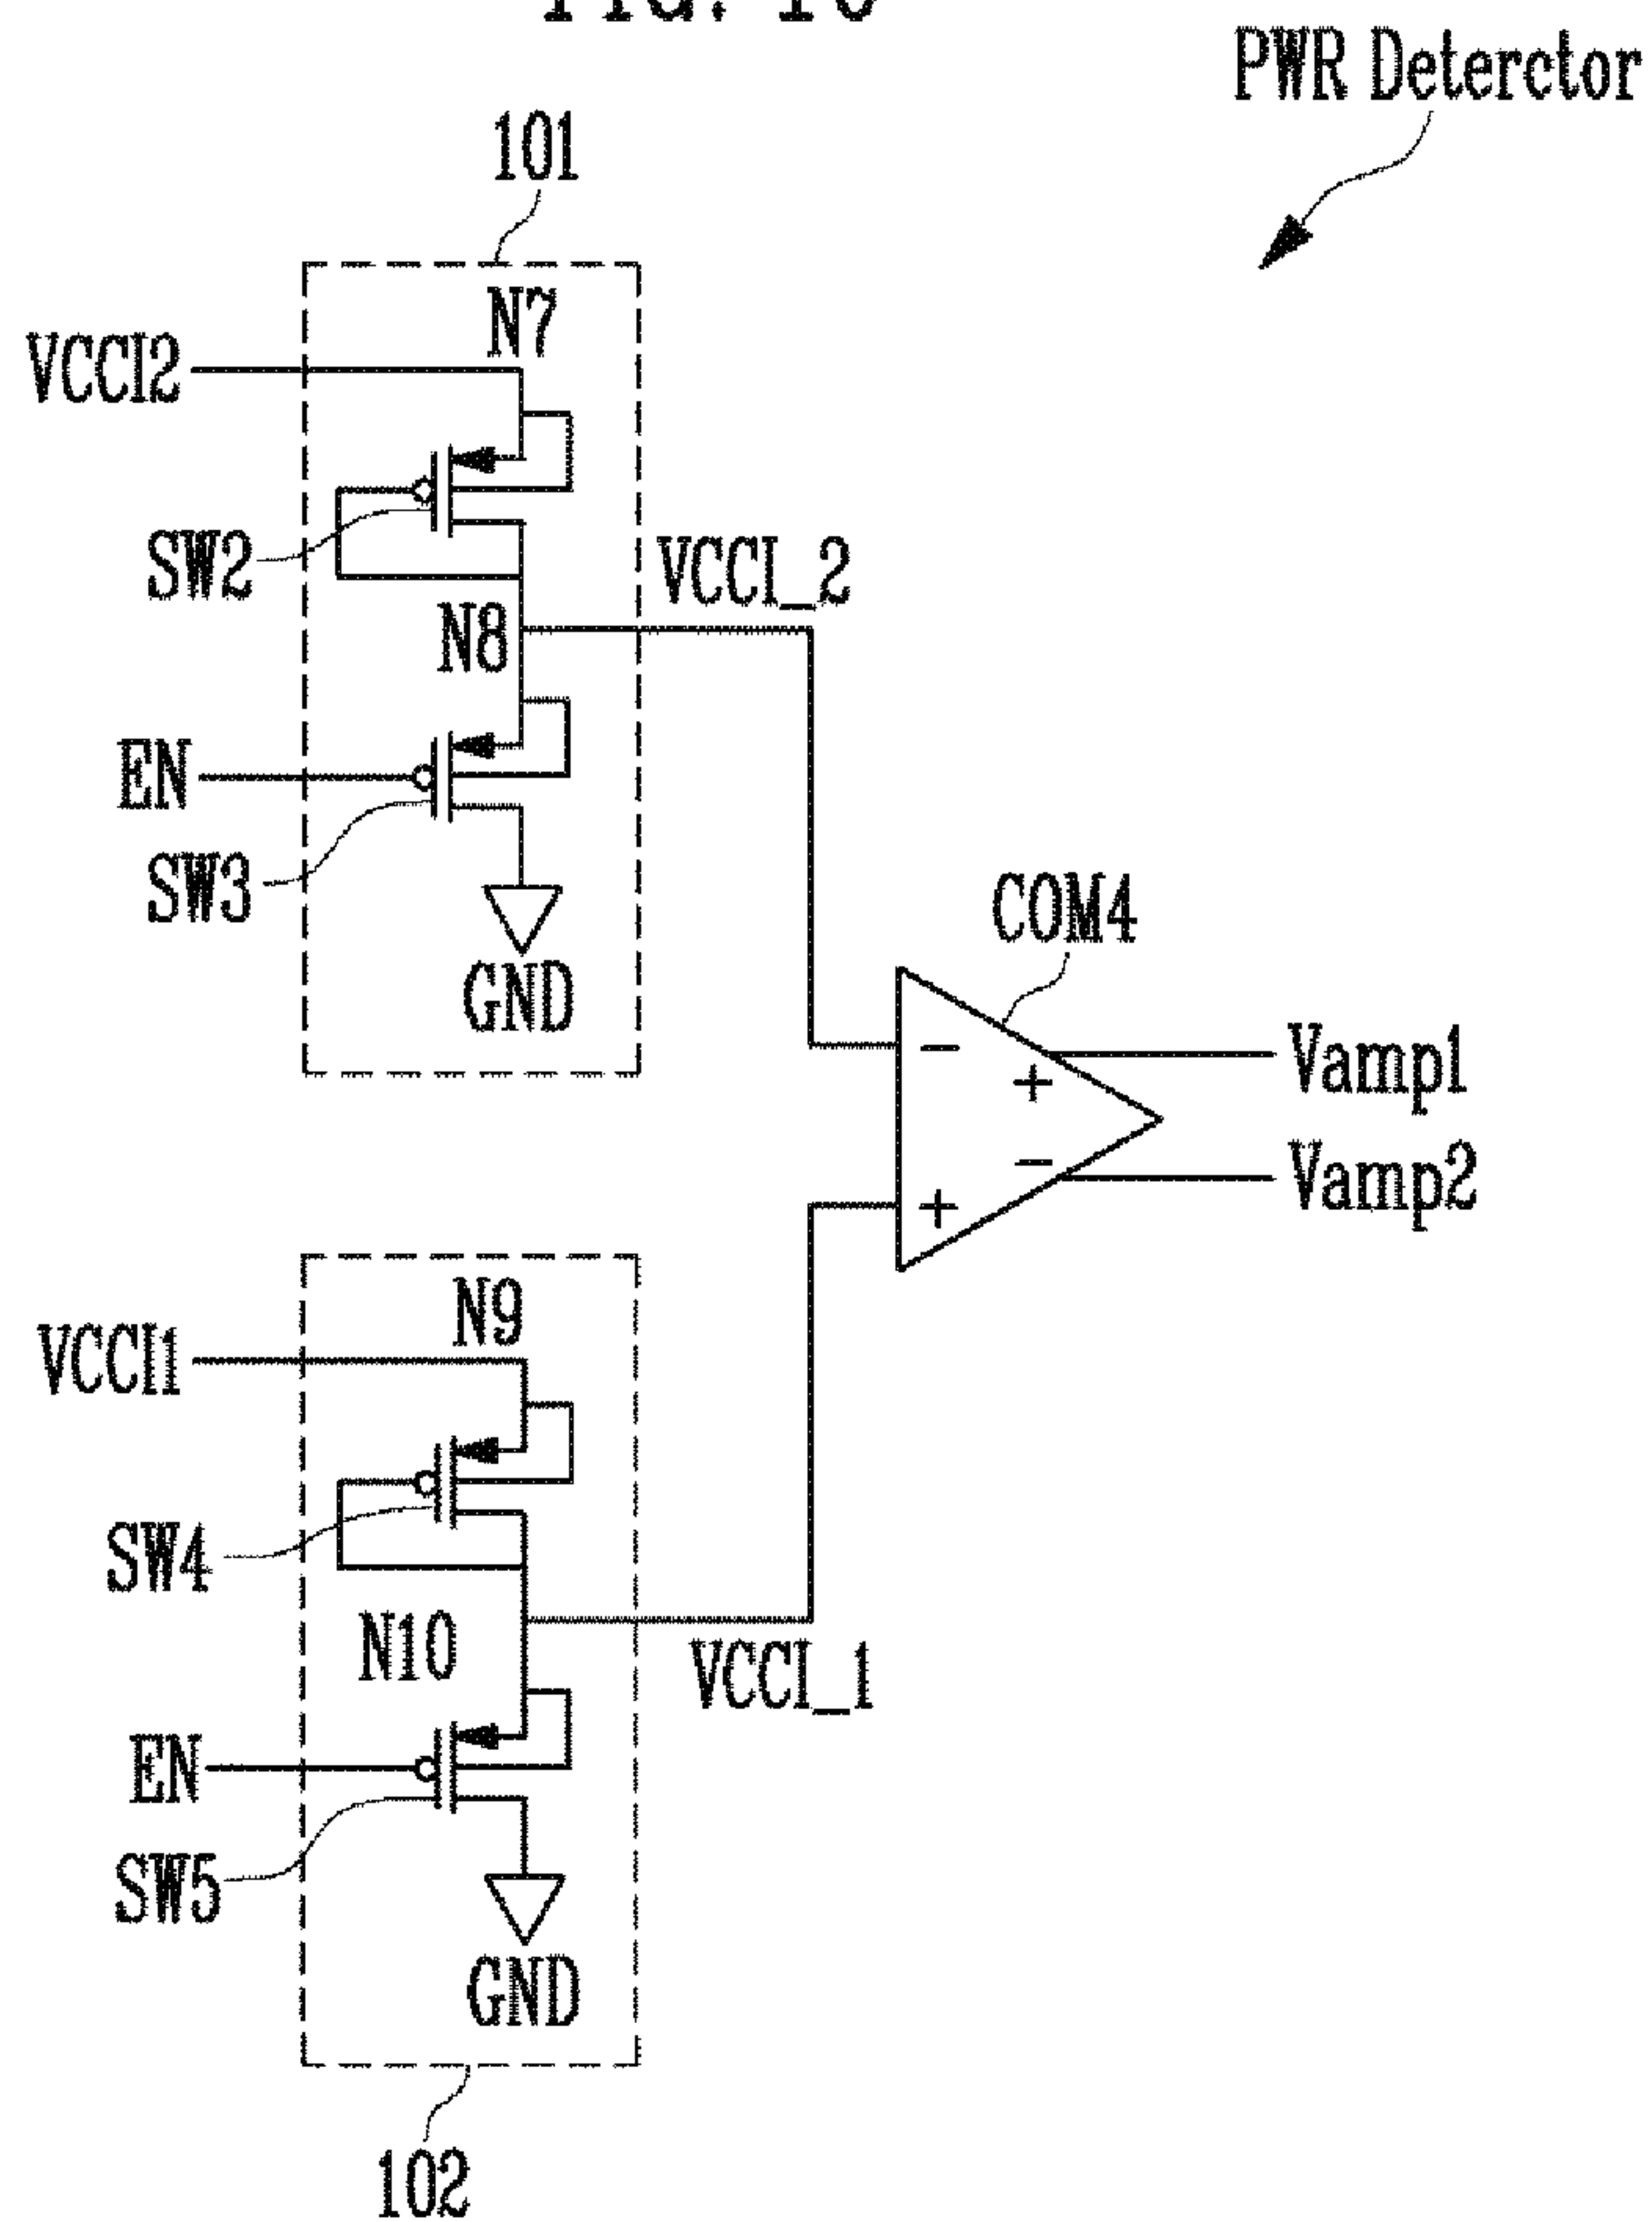 PWR Deterctor
101
N7
VCCI2
SW2
VCCI_2
N8
EN
SW3
GND
COM4
-
+
Vamp1
-
Vamp2
+
N9
VCCI1
SW4
N10
VCCI_1
EN
SW5
GND
102